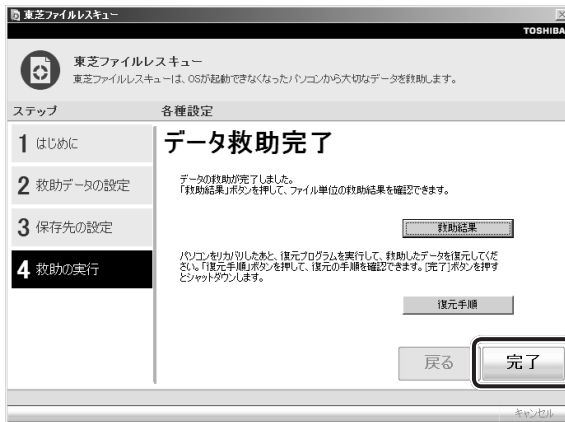 東芝ファイルレスキュー
TOSHIBA
東芝ファイルレスキュー
東芝ファイルレスキューは、OSが起動できなくなったパソコンから大切なデータを救助します。
ステップ
各種設定
1 はじめに
2 救助データの設定
3 保存先の設定
4 救助の実行
データ救助完了
データの救助が完了しました。
「救助結果」ボタンを押して、ファイル単位の救助結果を確認できます。
救助結果
パソコンをリカバリしたあと、復元プログラムを実行して、救助したデータを復元してくだ
さい。「復元手順」ボタンを押して、復元の手順を確認できます。[完了]ボタンを押す
とシャットダウンします。
復元手順
戻る
完了
キャンセル